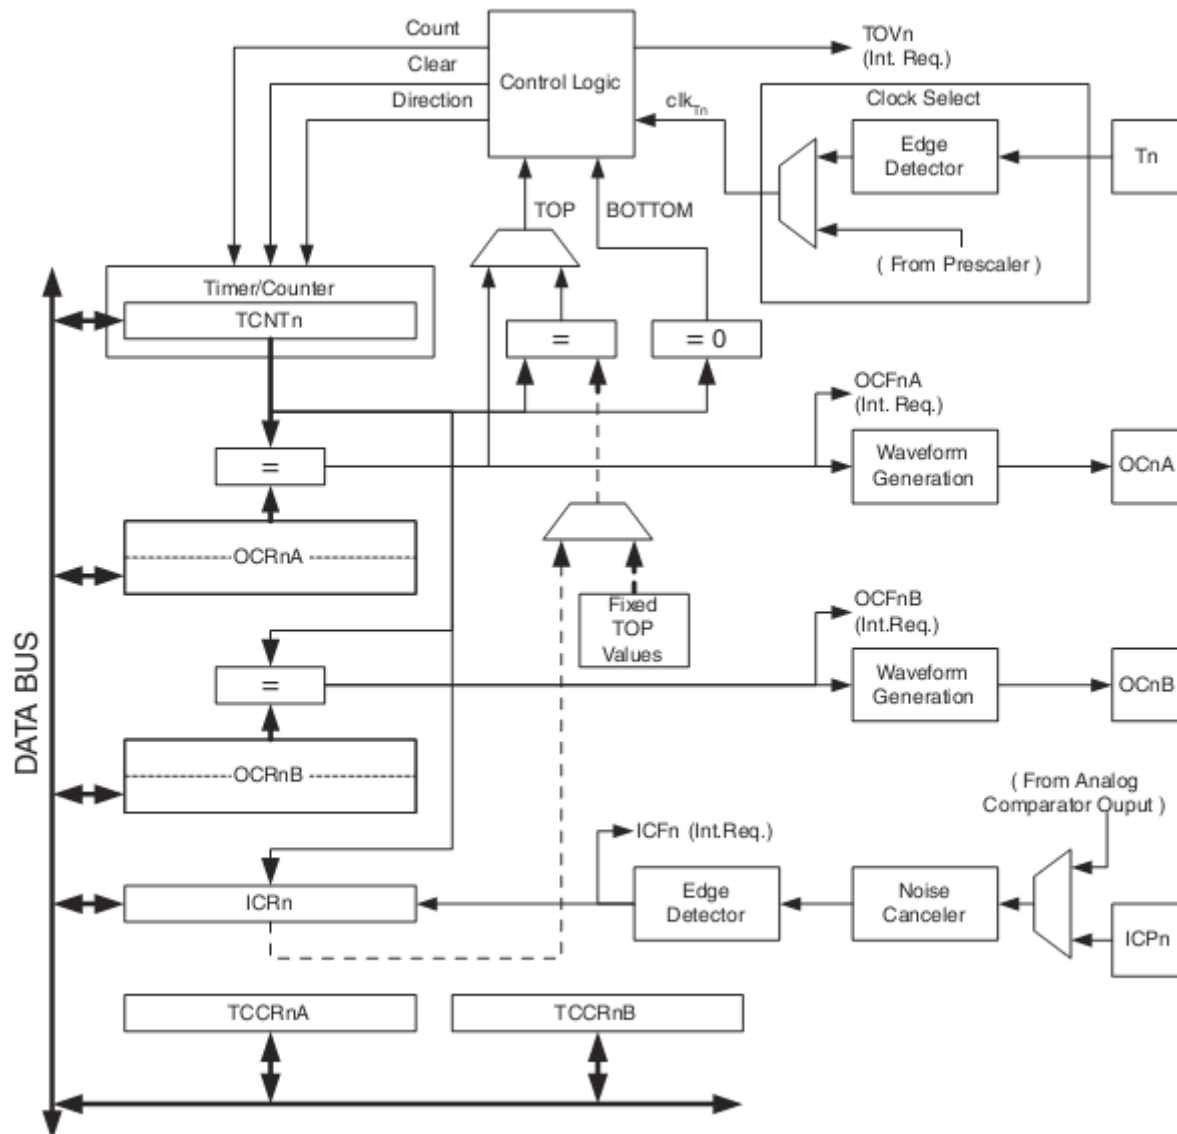 Count
Clear
Direction
Control Logic
TOVn
(Int. Req.)
clkTn
Clock Select
Edge
Detector
Tn
( From Prescaler )
TOP
BOTTOM
Timer/Counter
TCNTn
=
= 0
OCFnA
(Int. Req.)
=
Waveform
Generation
OCnA
OCRnA
Fixed
TOP
Values
OCFnB
(Int.Req.)
=
Waveform
Generation
OCnB
OCRnB
DATA BUS
( From Analog
Comparator Ouput )
ICFn (Int.Req.)
ICRn
Edge
Detector
Noise
Canceler
ICPn
TCCRnA
TCCRnB